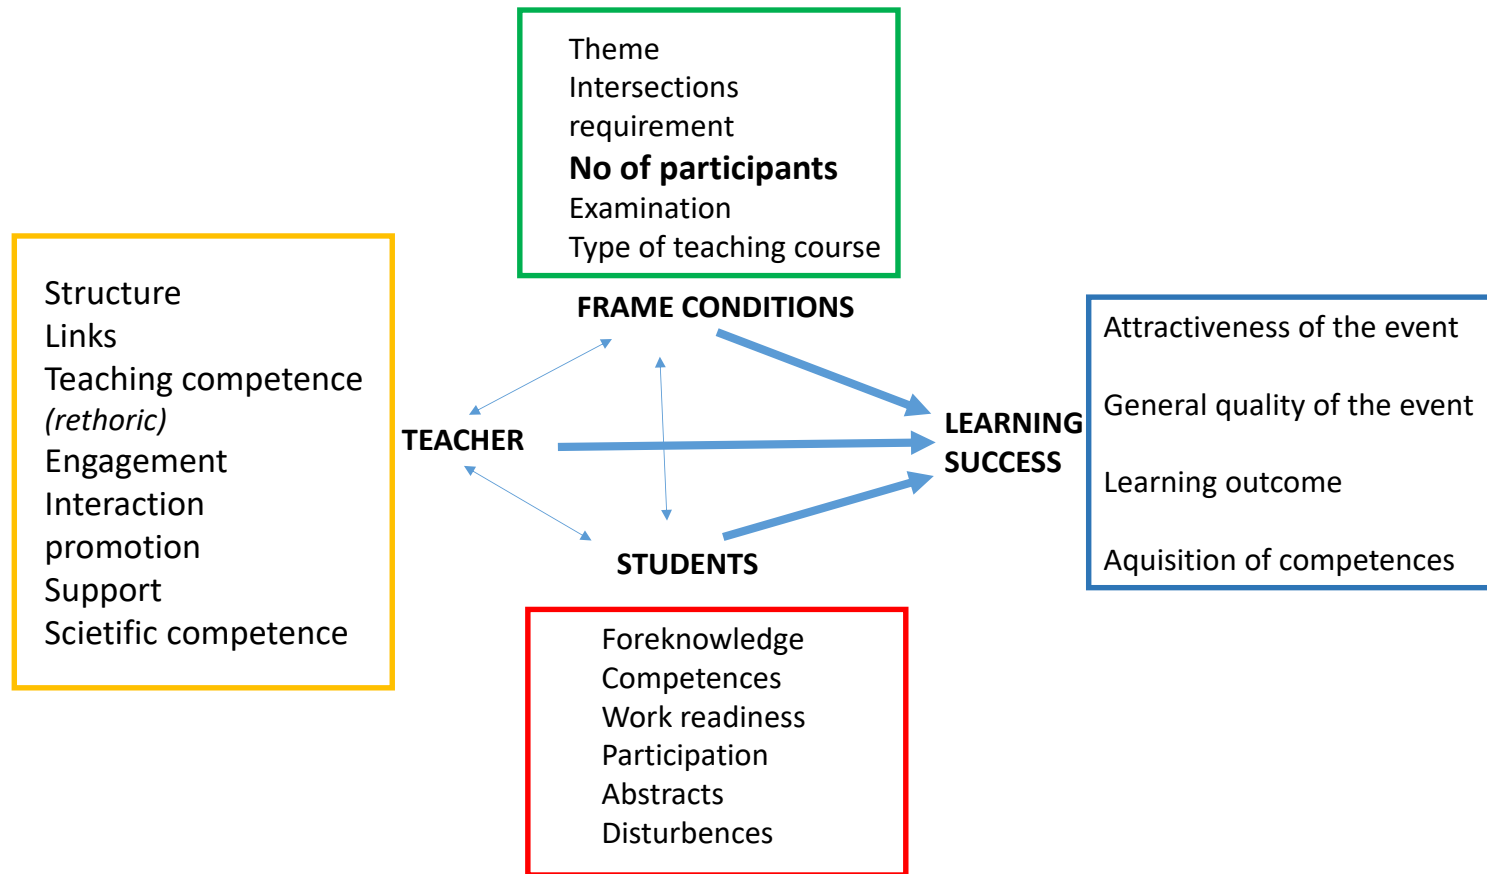 Theme
Intersections
requirement
No of participants
Examination
Type of teaching course
FRAME CONDITIONS
Structure
Links
Teaching competence
(rethoric)
Engagement
Interaction
promotion
Support
Scietific competence
TEACHER
LEARNING
SUCCESS
Attractiveness of the event
General quality of the event
Learning outcome
Aquisition of competences
STUDENTS
Foreknowledge
Competences
Work readiness
Participation
Abstracts
Disturbences